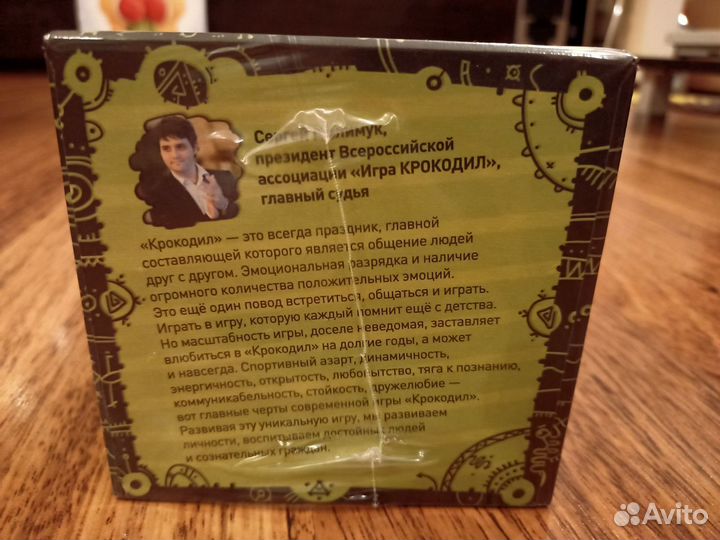 Сергей
президент Всероссийской
ассоциации «Игра КРОКОДИЛ»,
главный судья
«Крокодил» — это всегда праздник, главной
составляющей которого является общение людей
друг с другом. Эмоциональная разрядка и наличие
огромного количества положительных эмоций.
Это ещё один повод встретиться, общаться и играть.
Играть в игру, которую каждый помнит ещё с детства.
Но масштабность игры, доселе неведомая, заставляет
влюбиться в «Крокодил» на долгие годы, а может
и навсегда. Спортивный азарт, динамичность,
энергичность, открытость, любопытство, тяга к познанию,
коммуникабельность, стойкость, дружелюбие —
вот главные черты современной игры «Крокодил».
Развивая эту уникальную игру, мы развиваем
личности, воспитываем достойных людей
и сознательных граждан.
Avito